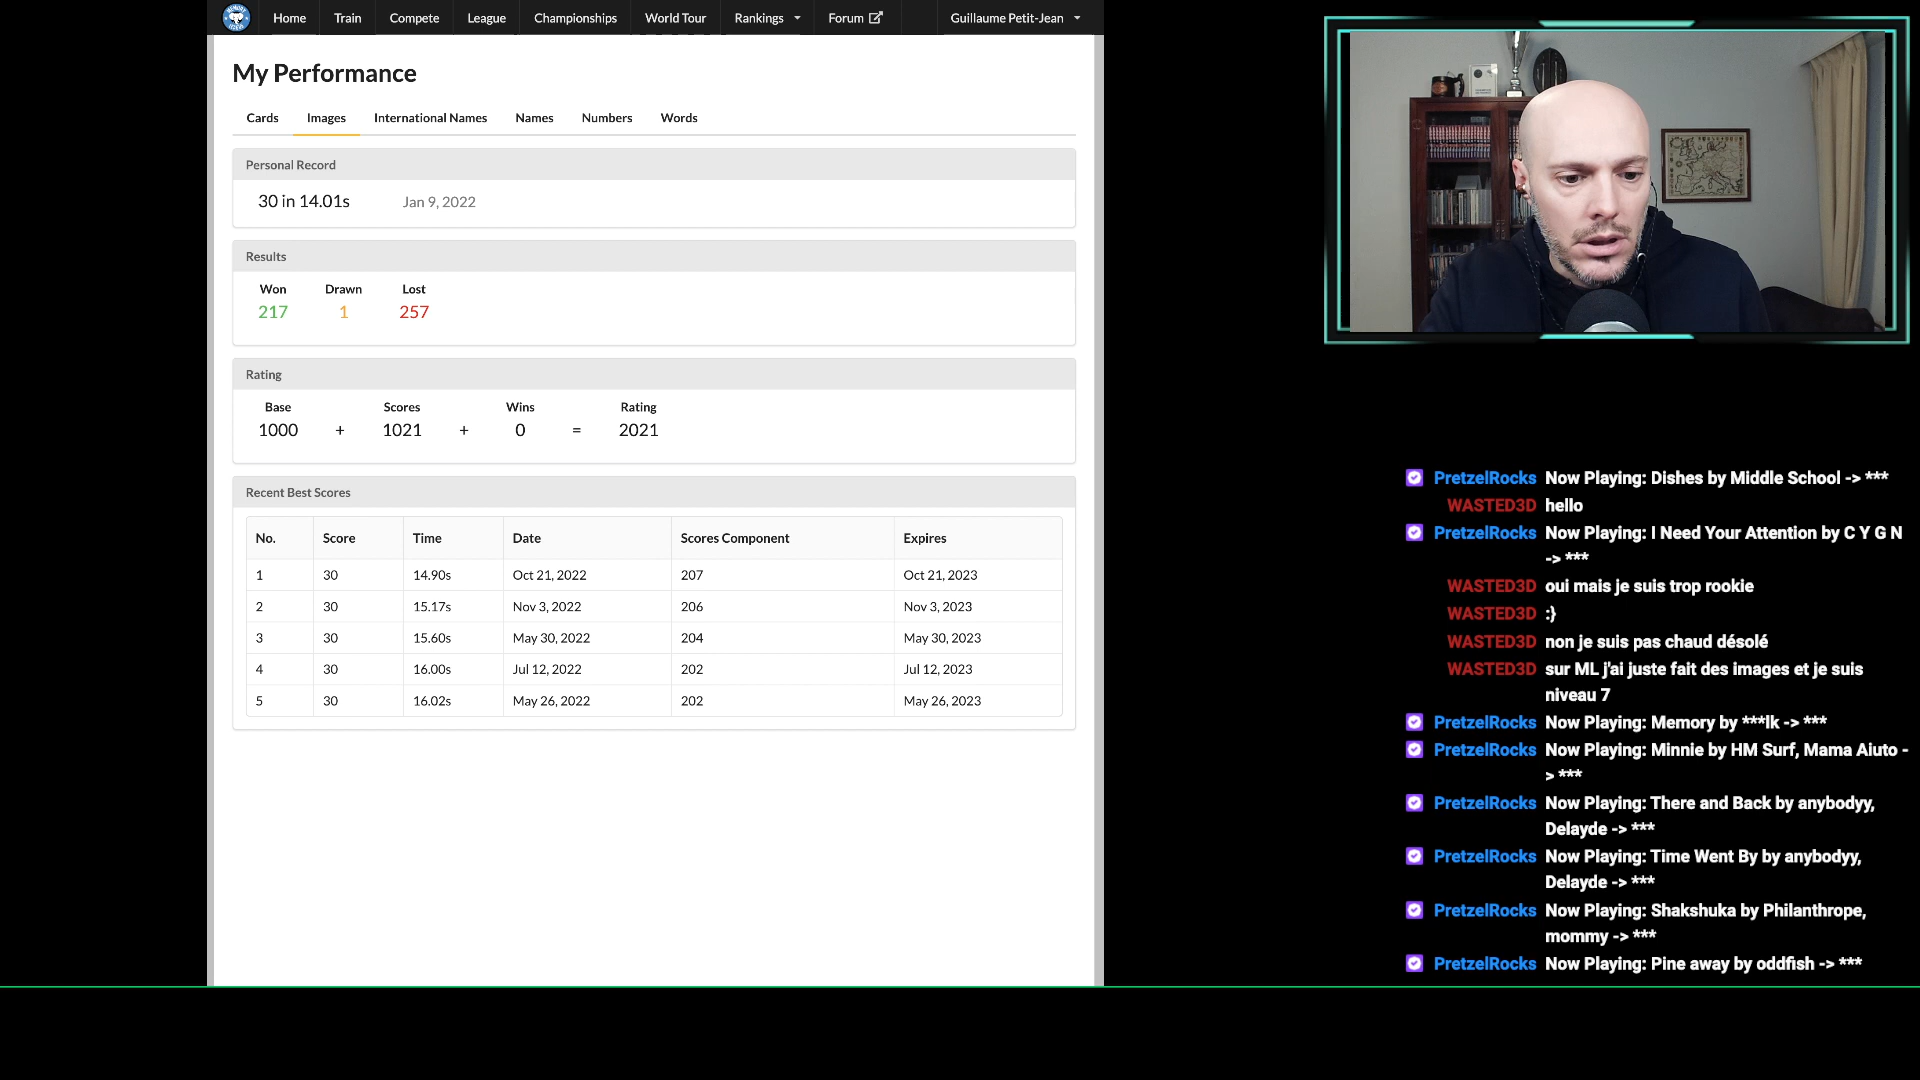 Home Train Compete League Championships World Tour Rankings Forum Guillaume Petit-Jean
My Performance
Cards Images International Names Names Numbers Words
Personal Record
30 in 14.01s Jan 9, 2022
Results
Won Drawn Lost
217 1 257
Rating
Base Scores Wins Rating
1000 + 1021 + 0 = 2021
Recent Best Scores
No. Score Time Date Scores Component Expires
1 30 14.90s Oct 21, 2022 207 Oct 21, 2023
2 30 15.17s Nov 3, 2022 206 Nov 3, 2023
3 30 15.60s May 30, 2022 204 May 30, 2023
4 30 16.00s Jul 12, 2022 202 Jul 12, 2023
5 30 16.02s May 26, 2022 202 May 26, 2023
PretzelRocks Now Playing: Dishes by Middle School -> ***
WASTED3D hello
PretzelRocks Now Playing: I Need Your Attention by C Y G N
-> ***
WASTED3D oui mais je suis trop rookie
WASTED3D :}
WASTED3D non je suis pas chaud désolé
WASTED3D sur ML j'ai juste fait des images et je suis
niveau 7
PretzelRocks Now Playing: Memory by ***lk -> ***
PretzelRocks Now Playing: Minnie by HM Surf, Mama Aiuto -
> ***
PretzelRocks Now Playing: There and Back by anybodyy,
Delayde -> ***
PretzelRocks Now Playing: Time Went By by anybodyy,
Delayde -> ***
PretzelRocks Now Playing: Shakshuka by Philanthrope,
mommy -> ***
PretzelRocks Now Playing: Pine away by oddfish -> ***